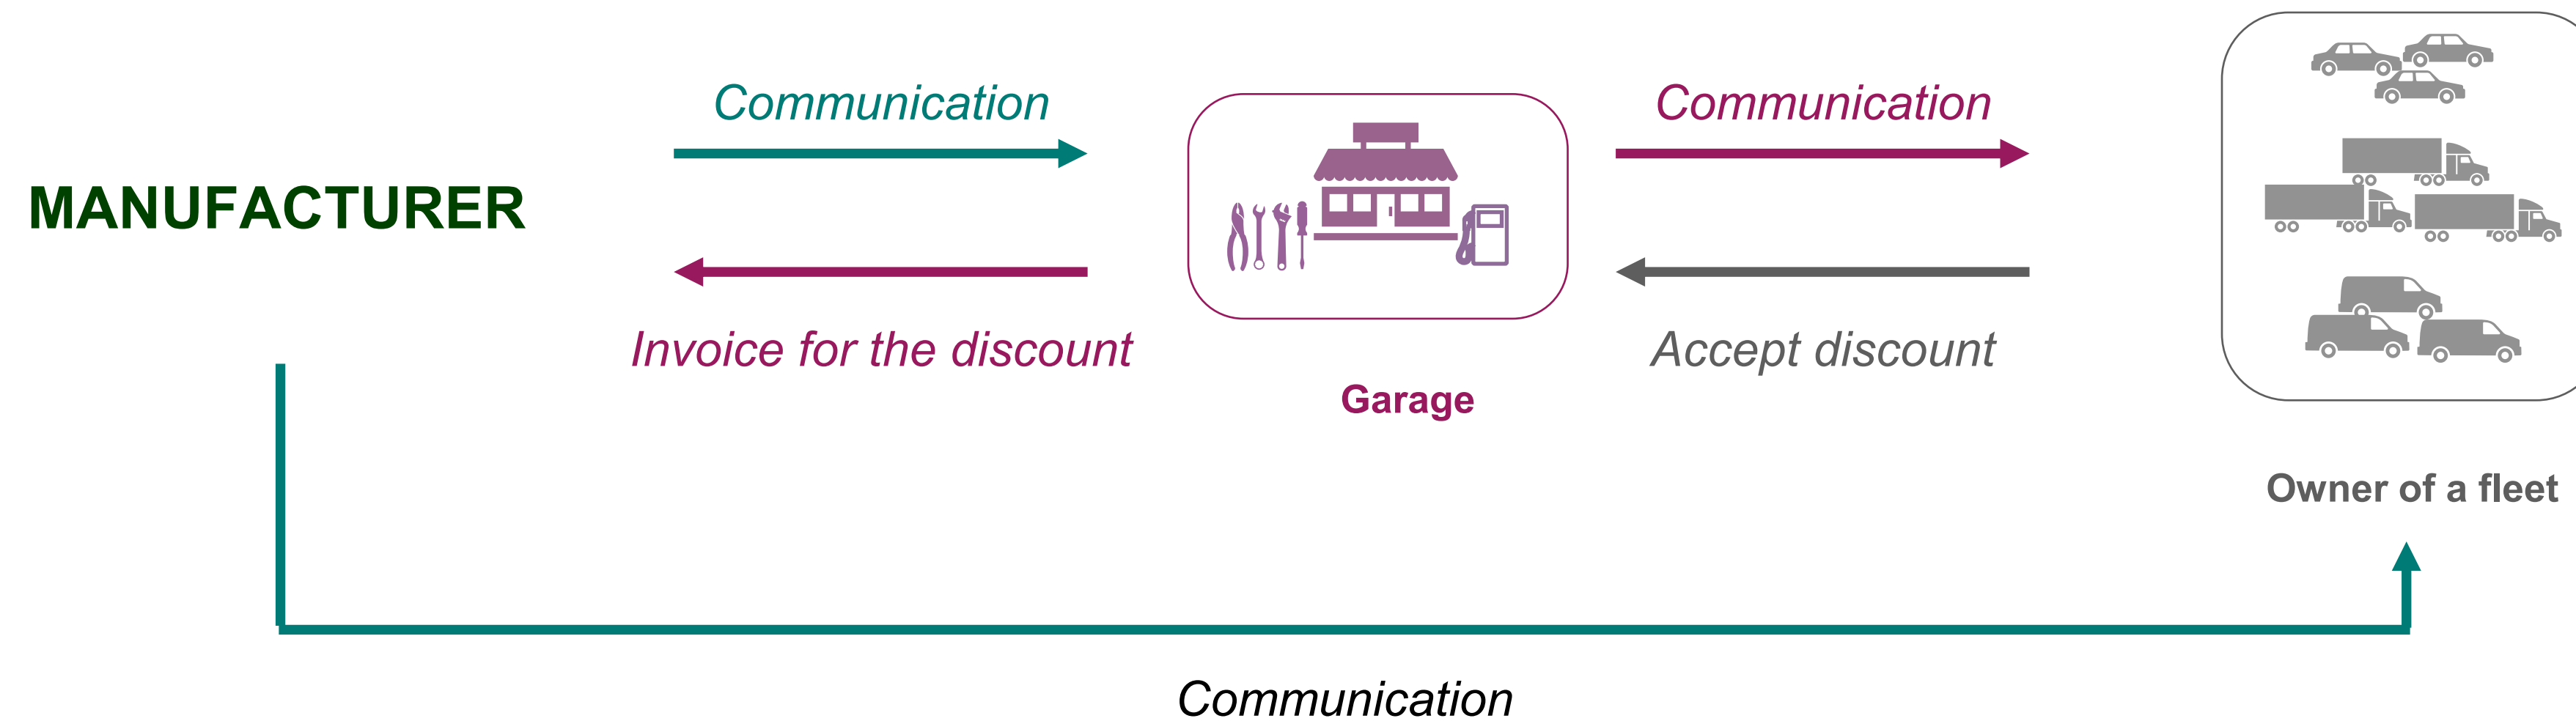 Communication
Communication
MANUFACTURER
Invoice for the discount
Accept discount
Garage
Owner of a fleet
Communication